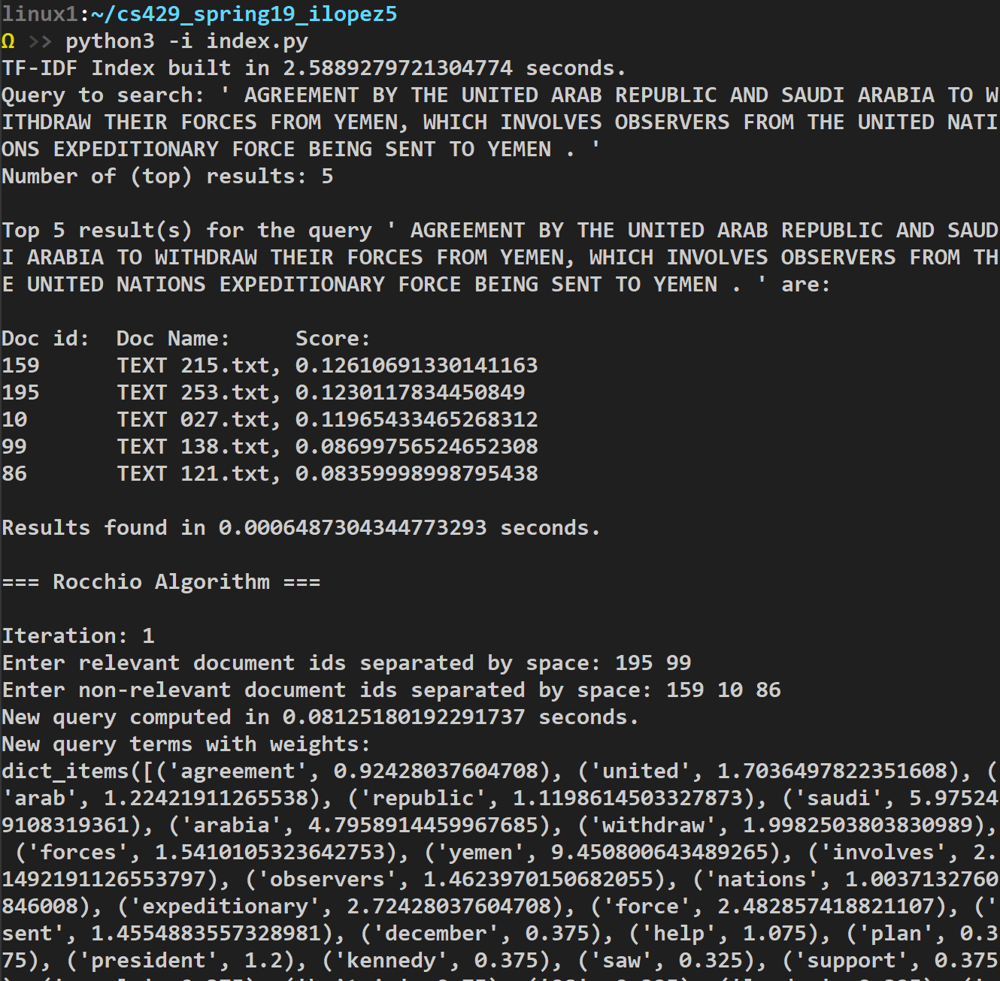 linux1:~/cs429_spring19_ilopez5
Ω >> python3 -i index.py
TF-IDF Index built in 2.5889279721304774 seconds.
Query to search: ' AGREEMENT BY THE UNITED ARAB REPUBLIC AND SAUDI ARABIA TO W
ITHDRAW THEIR FORCES FROM YEMEN, WHICH INVOLVES OBSERVERS FROM THE UNITED NATI
ONS EXPEDITIONARY FORCE BEING SENT TO YEMEN . '
Number of (top) results: 5
Top 5 result(s) for the query ' AGREEMENT BY THE UNITED ARAB REPUBLIC AND SAUD
I ARABIA TO WITHDRAW THEIR FORCES FROM YEMEN, WHICH INVOLVES OBSERVERS FROM TH
E UNITED NATIONS EXPEDITIONARY FORCE BEING SENT TO YEMEN . ' are:
Doc id:  Doc Name:     Score:
159      TEXT 215.txt, 0.12610691330141163
195      TEXT 253.txt, 0.1230117834450849
10       TEXT 027.txt, 0.11965433465268312
99       TEXT 138.txt, 0.08699756524652308
86       TEXT 121.txt, 0.08359998998795438
Results found in 0.0006487304344773293 seconds.
=== Rocchio Algorithm ===
Iteration: 1
Enter relevant document ids separated by space: 195 99
Enter non-relevant document ids separated by space: 159 10 86
New query computed in 0.08125180192291737 seconds.
New query terms with weights:
dict_items([('agreement', 0.92428037604708), ('united', 1.7036497822351608), (
'arab', 1.22421911265538), ('republic', 1.1198614503327873), ('saudi', 5.97524
9108319361), ('arabia', 4.7958914459967685), ('withdraw', 1.9982503803830989),
 ('forces', 1.5410105323642753), ('yemen', 9.450800643489265), ('involves', 2.
1492191126553797), ('observers', 1.4623970150682055), ('nations', 1.0037132760
846008), ('expeditionary', 2.72428037604708), ('force', 2.482857418821107), ('
sent', 1.4554883557328981), ('december', 0.375), ('help', 1.075), ('plan', 0.3
75), ('president', 1.2), ('kennedy', 0.375), ('saw', 0.325), ('support', 0.375